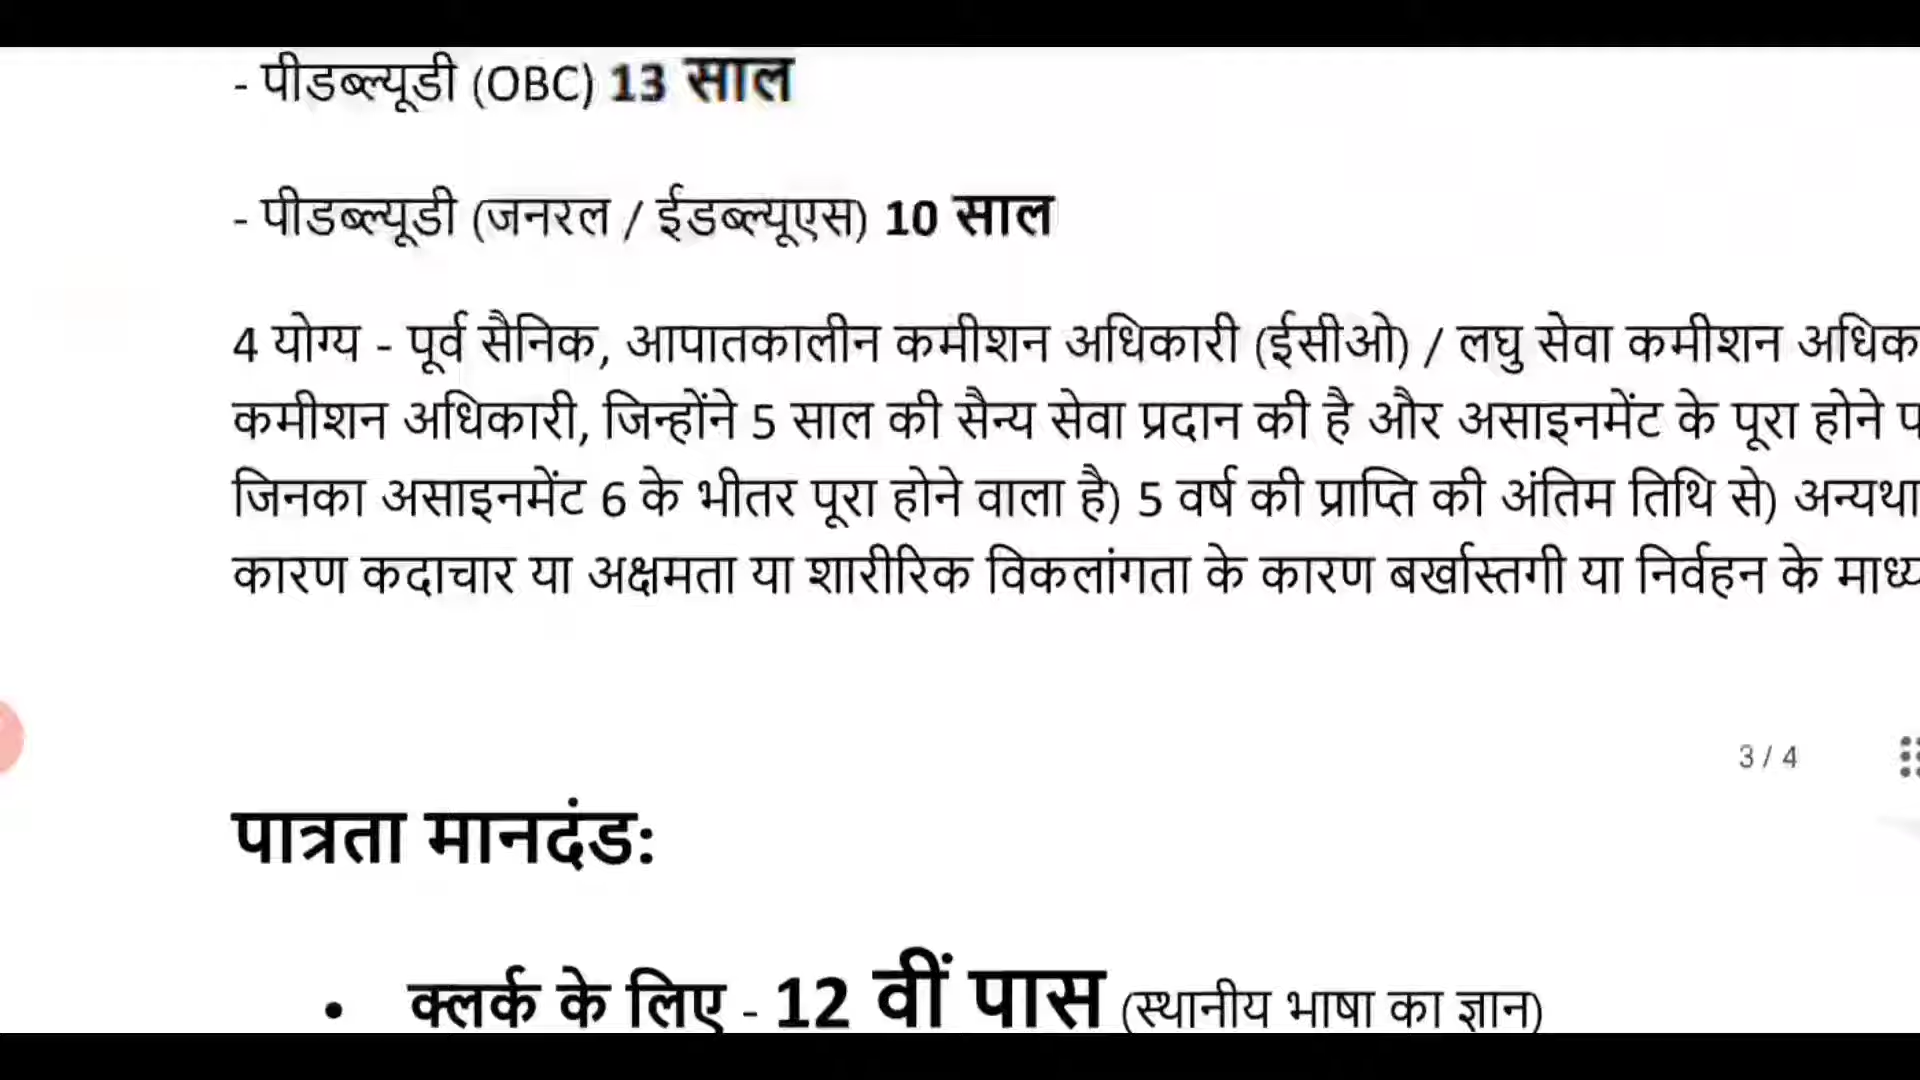 - पीडब्ल्यूडी (OBC) 13 साल
- पीडब्ल्यूडी (जनरल / ईडब्ल्यूएस) 10 साल
4 योग्य - पूर्व सैनिक, आपातकालीन कमीशन अधिकारी (ईसीओ) / लघु सेवा कमीशन अधिक
कमीशन अधिकारी, जिन्होंने 5 साल की सैन्य सेवा प्रदान की है और असाइनमेंट के पूरा होने प
जिनका असाइनमेंट 6 के भीतर पूरा होने वाला है) 5 वर्ष की प्राप्ति की अंतिम तिथि से) अन्यथा
कारण कदाचार या अक्षमता या शारीरिक विकलांगता के कारण बर्खास्तगी या निर्वहन के माध्य
3 / 4
पात्रता मानदंड:
• क्लर्क के लिए - 12 वीं पास (स्थानीय भाषा का ज्ञान)